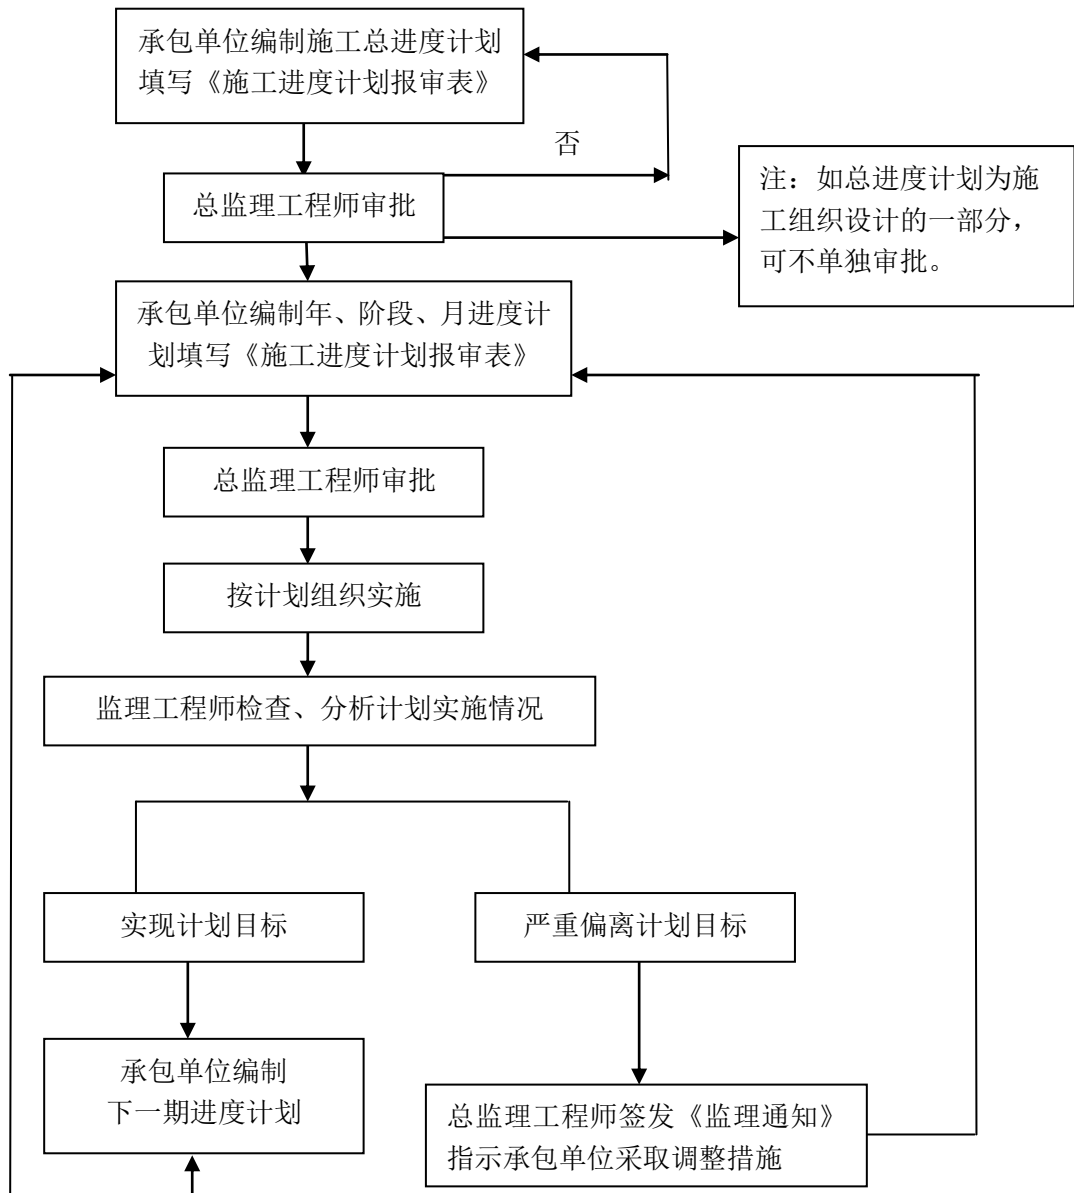 承包单位编制施工总进度计划
填写《施工进度计划报审表》
否
总监理工程师审批
注：如总进度计划为施
工组织设计的一部分，
可不单独审批。
承包单位编制年、阶段、月进度计
划填写《施工进度计划报审表》
总监理工程师审批
按计划组织实施
监理工程师检查、分析计划实施情况
实现计划目标
严重偏离计划目标
承包单位编制
下一期进度计划
总监理工程师签发《监理通知》
指示承包单位采取调整措施